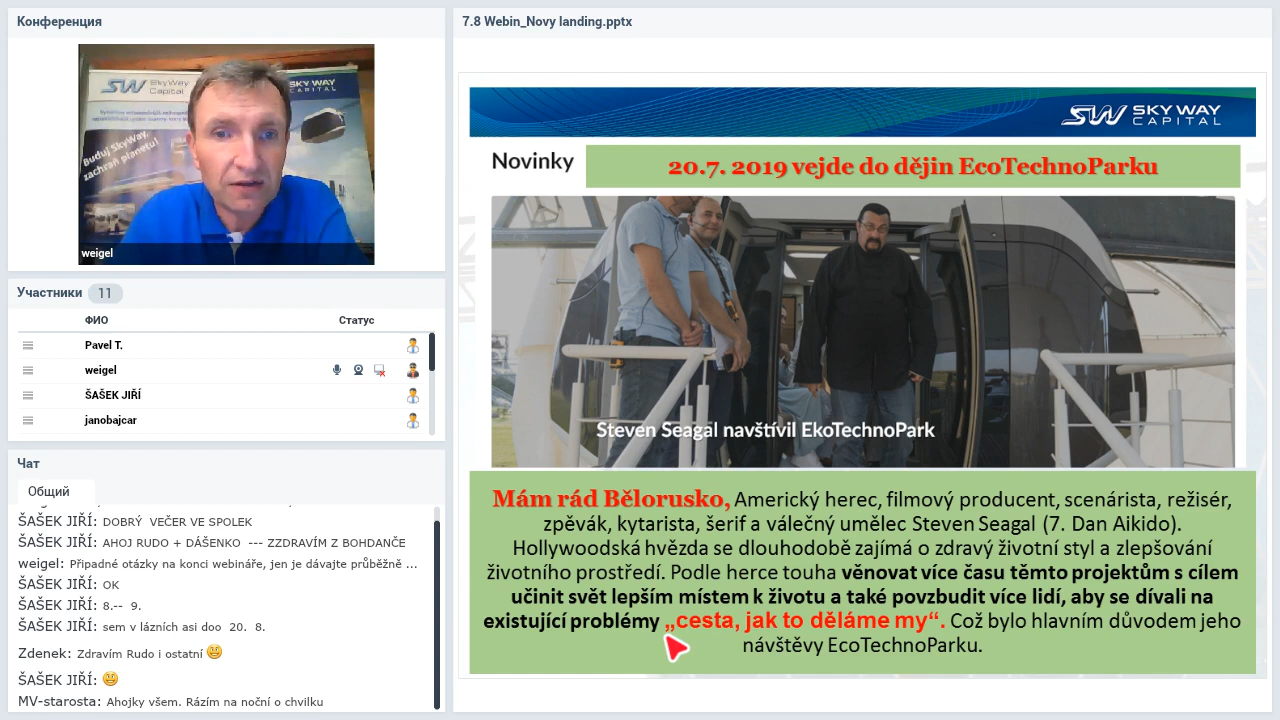 Конференция
SW SkyWay Capital
SKY WAY CAPITAL
Buduj SkyWay,
zachraň planetu!
weigel
Участники 11
ФИО Статус
Pavel T.
weigel
ŠAŠEK JIŘÍ
janobajcar
Чат
Общий
ŠAŠEK JIŘÍ: DOBRÝ VEČER VE SPOLEK
ŠAŠEK JIŘÍ: AHOJ RUDO + DÁŠENKO --- ZZDRAVÍM Z BOHDANČE
weigel: Připadné otázky na konci webináře, jen je dávajte průběžně ...
ŠAŠEK JIŘÍ: OK
ŠAŠEK JIŘÍ: 8.-- 9.
ŠAŠEK JIŘÍ: sem v lázních asi doo 20. 8.
Zdenek: Zdravím Rudo i ostatní
ŠAŠEK JIŘÍ:
MV-starosta: Ahojky všem. Rázím na noční o chvilku
7.8 Webin_Novy landing.pptx
SW SKY WAY CAPITAL
Novinky
20.7. 2019 vejde do dějin EcoTechnoParku
Steven Seagal navštívil EkoTechnoPark
Mám rád Bělorusko, Americký herec, filmový producent, scenárista, režisér,
zpěvák, kytarista, šerif a válečný umělec Steven Seagal (7. Dan Aikido).
Hollywoodská hvězda se dlouhodobě zajímá o zdravý životní styl a zlepšování
životního prostředí. Podle herce touha věnovat více času těmto projektům s cílem
učinit svět lepším místem k životu a také povzbudit více lidí, aby se dívali na
existující problémy „cesta, jak to děláme my“. Což bylo hlavním důvodem jeho
návštěvy EcoTechnoParku.